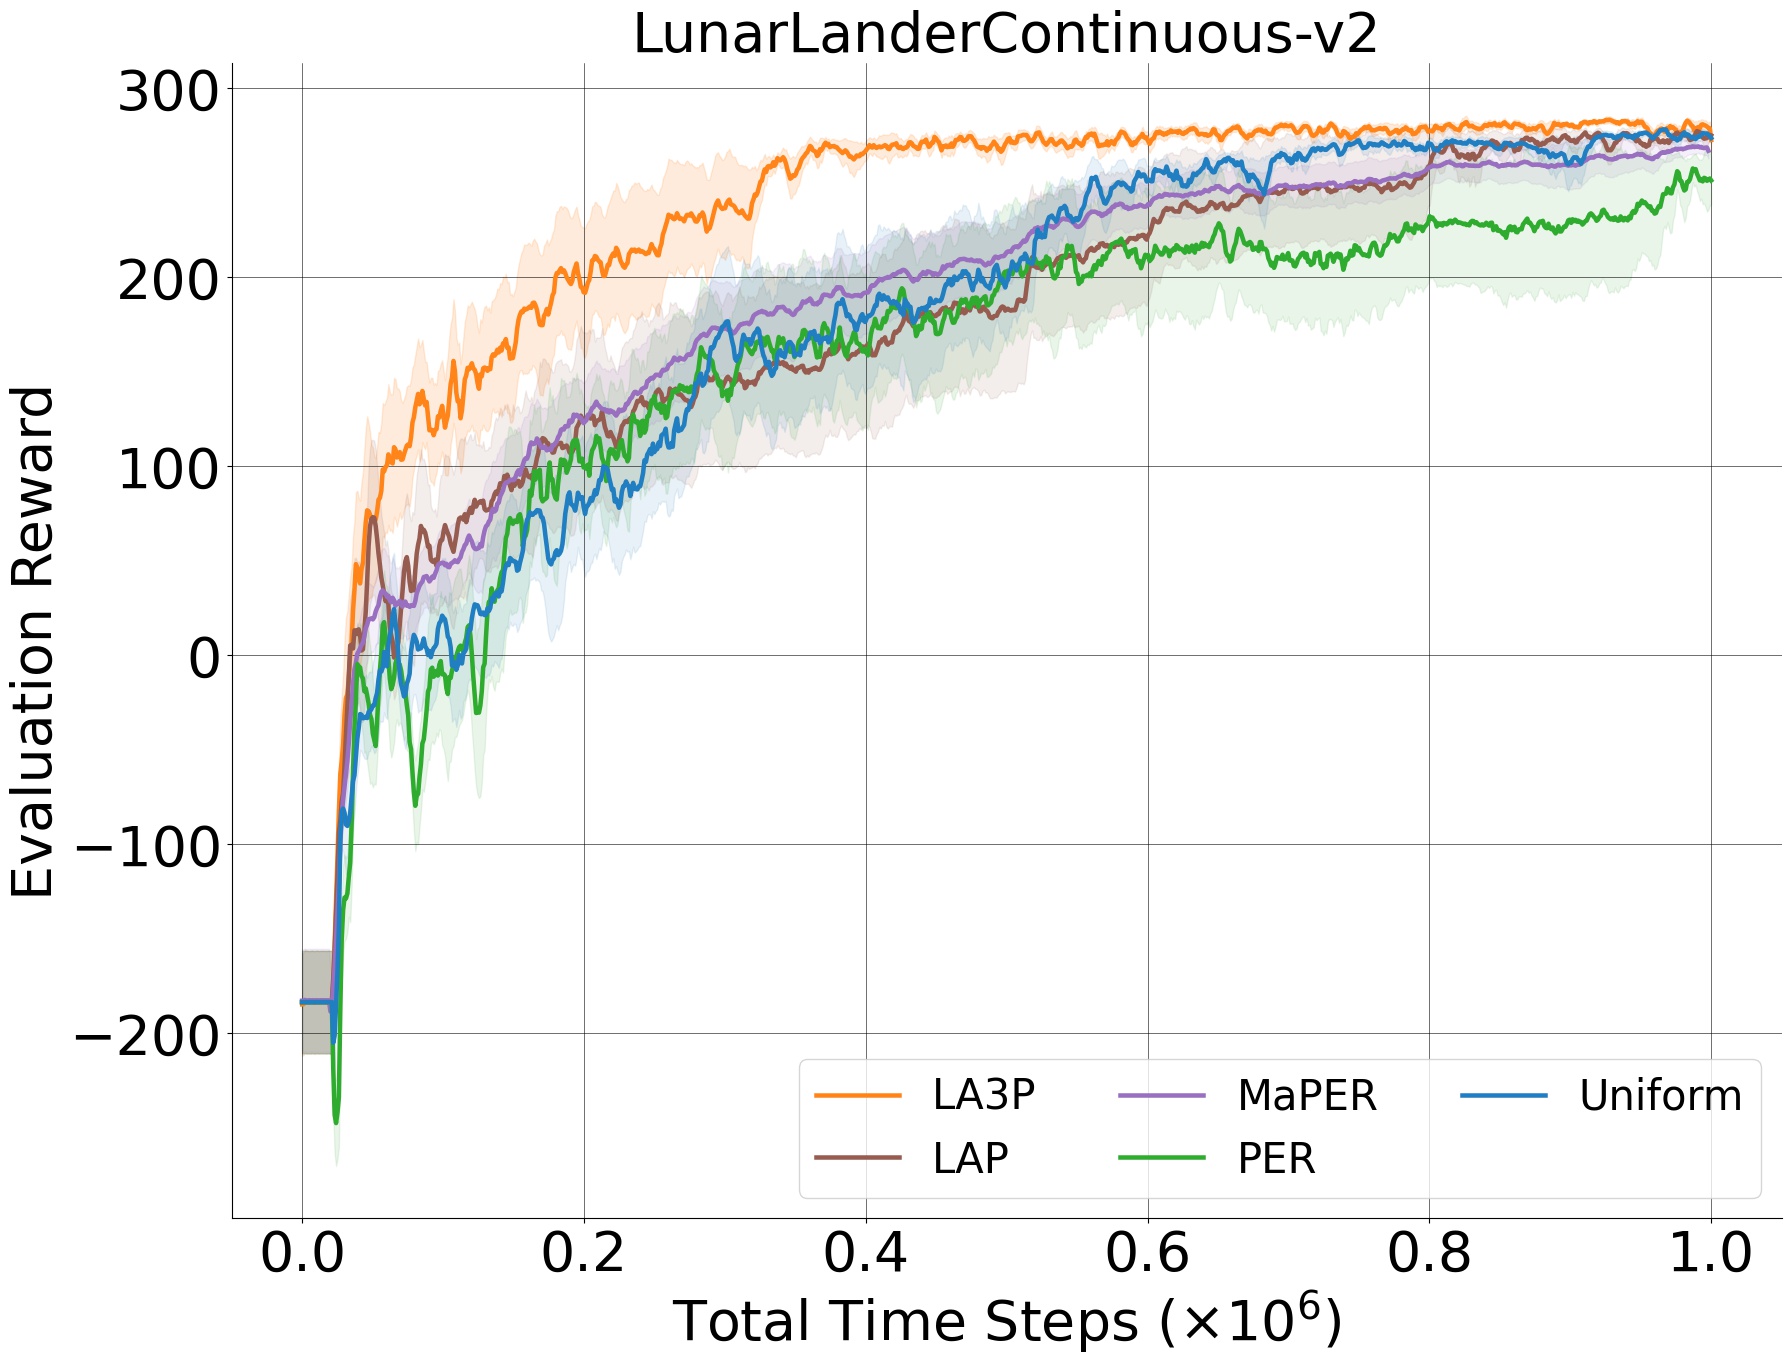 LunarLanderContinuous-v2
300
200
100
0
−100
−200
Evaluation Reward
LA3P
MaPER
Uniform
LAP
PER
0.0
0.2
0.4
0.6
0.8
1.0
Total Time Steps (×10⁶)